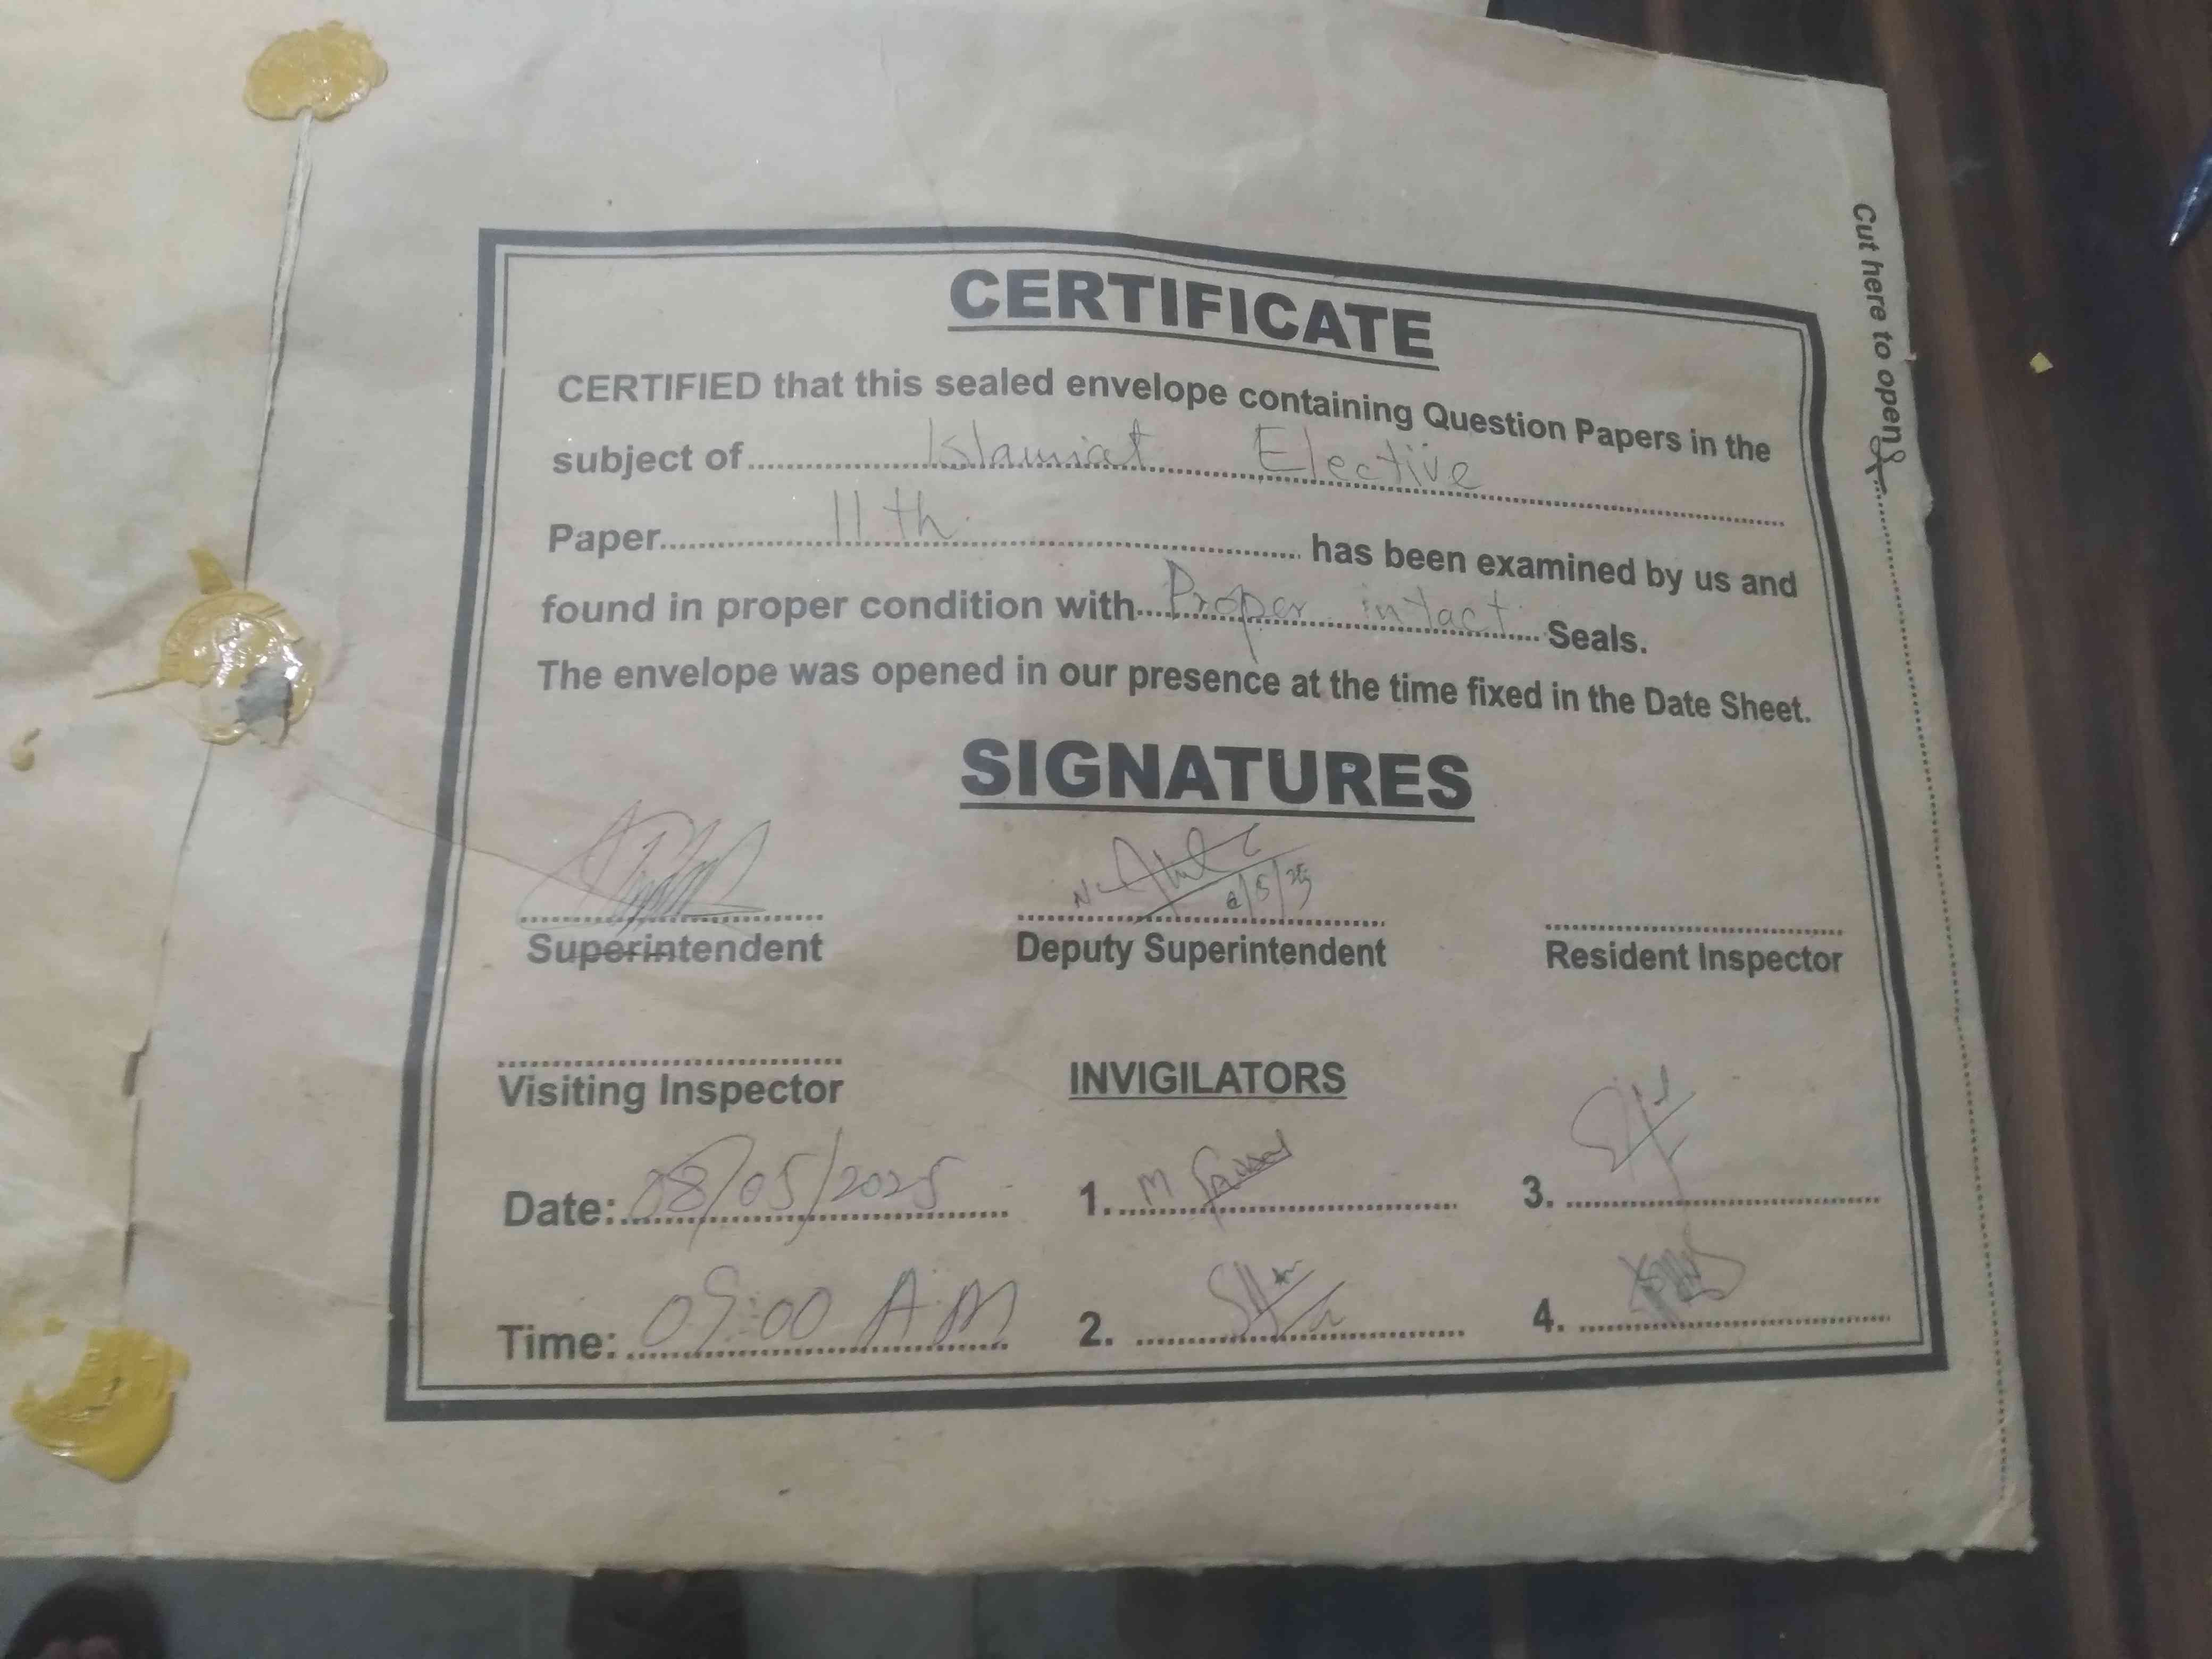 CERTIFICATE
CERTIFIED that this sealed envelope containing Question Papers in the
subject of Islamiat Elective
Paper 11th has been examined by us and
found in proper condition with Proper intact Seals.
The envelope was opened in our presence at the time fixed in the Date Sheet.
SIGNATURES
Superintendent
Deputy Superintendent
Resident Inspector
Visiting Inspector
INVIGILATORS
Date: 08/05/2025
1. M
3.
Time: 09:00 A.M
2.
4.
Cut here to open